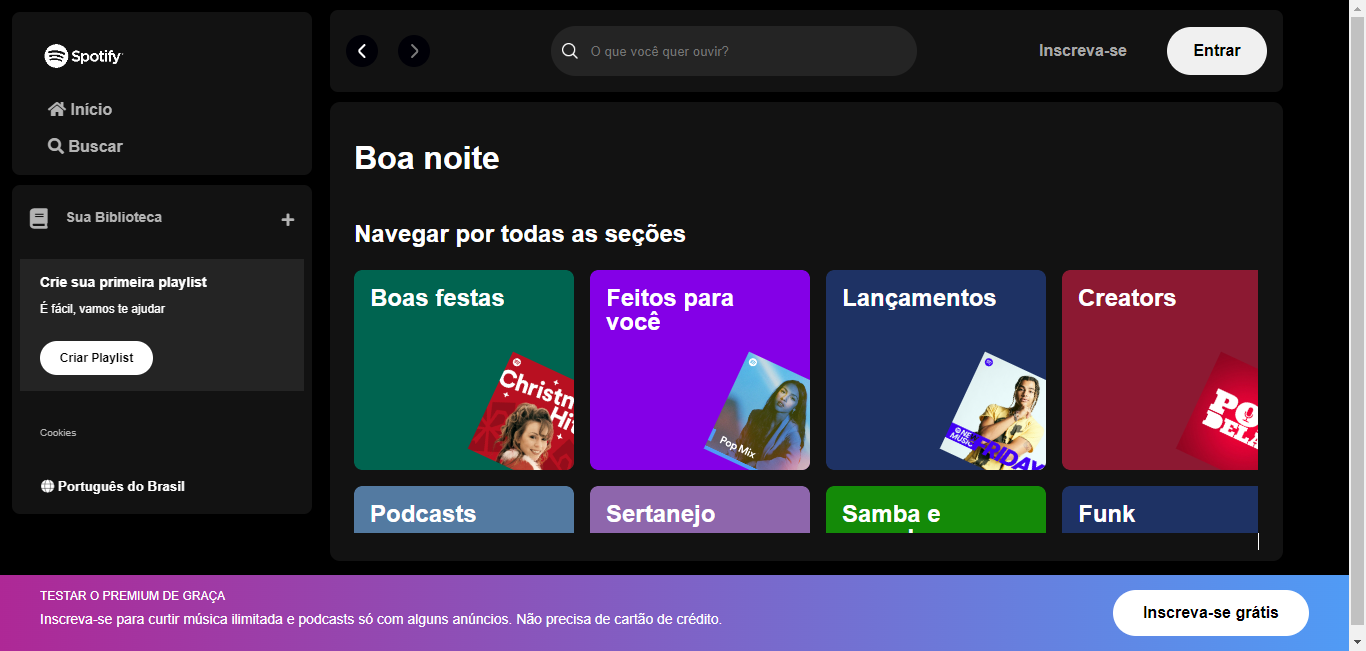 Spotify
Início
Buscar
Sua Biblioteca
Crie sua primeira playlist
É fácil, vamos te ajudar
Criar Playlist
Cookies
Português do Brasil
O que você quer ouvir?
Inscreva-se
Entrar
Boa noite
Navegar por todas as seções
Boas festas
Christm
Hit
Feitos para
você
Pop Mix
Lançamentos
NE
MUSIC
FRIDAY
Creators
PO
DELA
Podcasts
Sertanejo
Samba e
Funk
TESTAR O PREMIUM DE GRAÇA
Inscreva-se para curtir música ilimitada e podcasts só com alguns anúncios. Não precisa de cartão de crédito.
Inscreva-se grátis